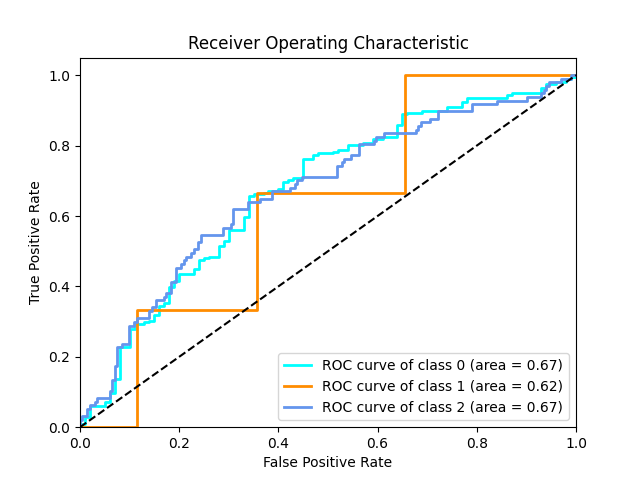 Receiver Operating Characteristic
True Positive Rate
1.0
0.8
0.6
0.4
0.2
0.0
ROC curve of class 0 (area = 0.67)
ROC curve of class 1 (area = 0.62)
ROC curve of class 2 (area = 0.67)
0.0 0.2 0.4 0.6 0.8 1.0
False Positive Rate